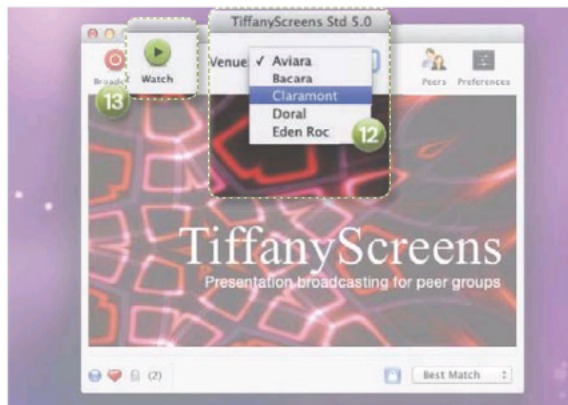 TiffanyScreens Std 5.0
Broadcast
Watch
Venue: ✓ Aviara
Bacara
Claramont
Doral
Eden Roc
Peers
Preferences
13
12
TiffanyScreens
Presentation broadcasting for peer groups
(2)
Best Match